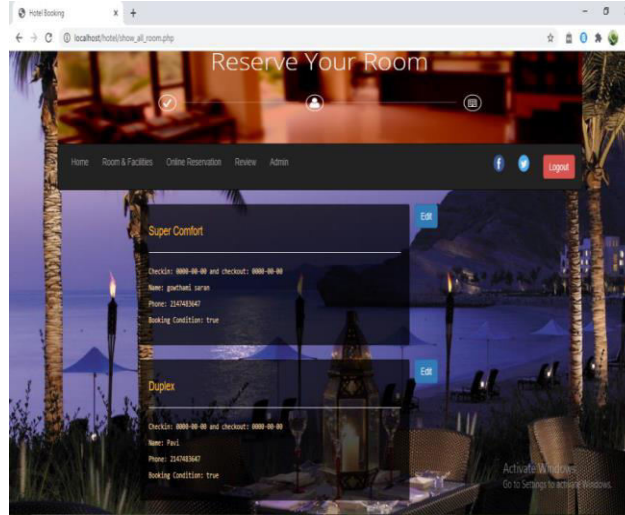 Hotel Booking
localhost/hotel/show_all_room.php
Reserve Your Room
Home Room & Facilities Online Reservation Review Admin
f
Logout
Super Comfort
Edit
Checkin: 0000-00-00 and checkout: 0000-00-00
Name: gowthami saran
Phone: 2147483647
Booking Condition: true
Duplex
Edit
Checkin: 0000-00-00 and checkout: 0000-00-00
Name: Pavi
Phone: 2147483647
Booking Condition: true
Activate Windows
Go to Settings to activate Windows.